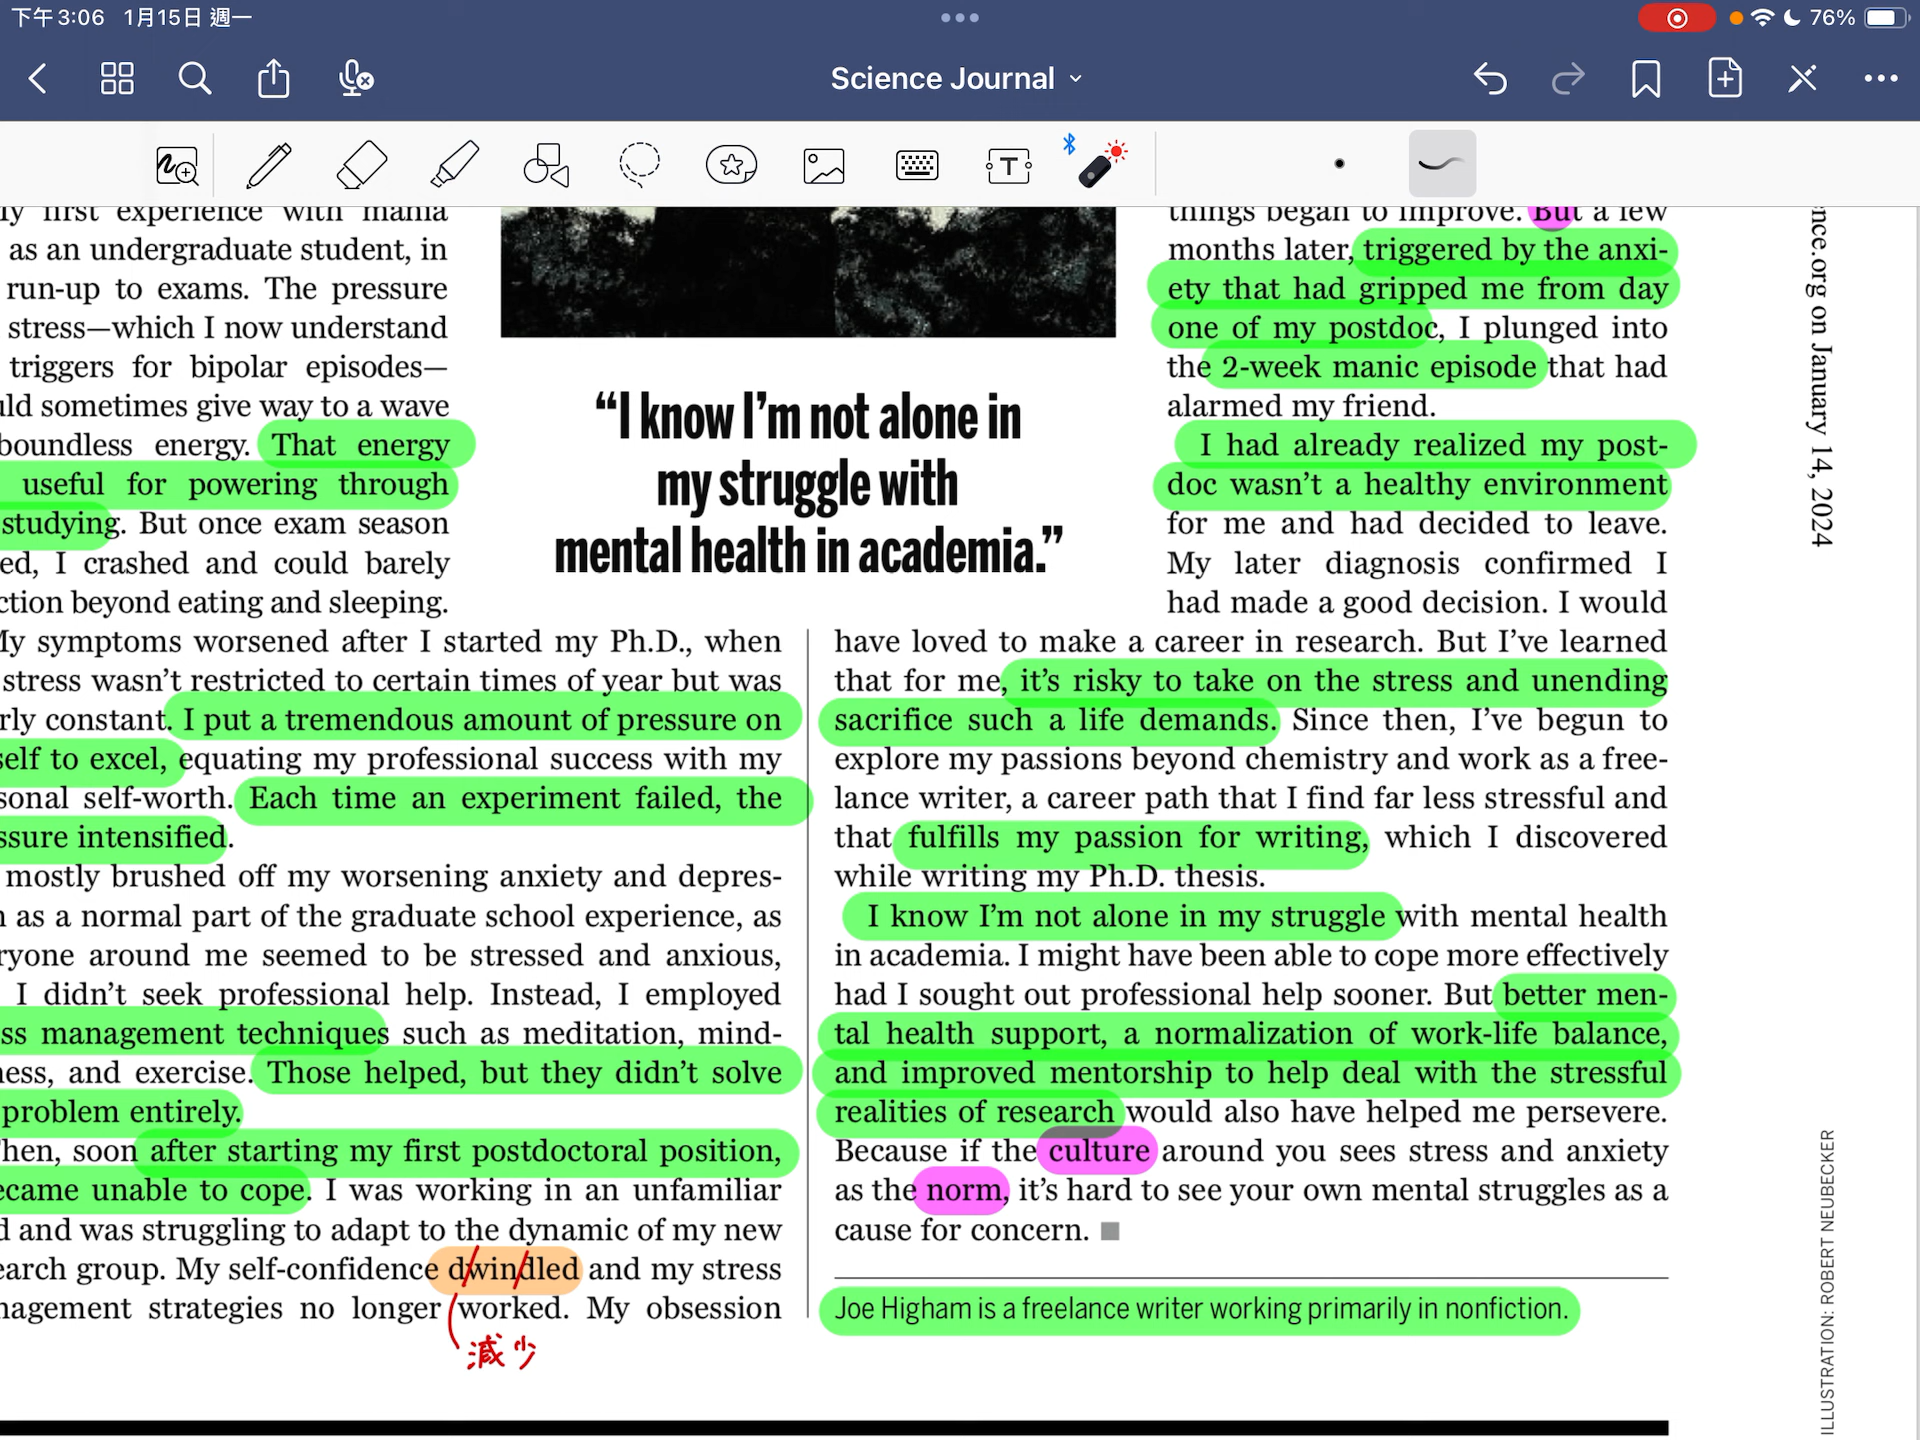 下午3:06 1月15日 週一
76%
Science Journal
T
first experience with mania
as an undergraduate student, in
run-up to exams. The pressure
stress—which I now understand
triggers for bipolar episodes—
sometimes give way to a wave
boundless energy. That energy
useful for powering through
studying. But once exam season
I crashed and could barely
beyond eating and sleeping.
My symptoms worsened after I started my Ph.D., when
stress wasn't restricted to certain times of year but was
constant. I put a tremendous amount of pressure on
self to excel, equating my professional success with my
self-worth. Each time an experiment failed, the
intensified.
mostly brushed off my worsening anxiety and depres-
as a normal part of the graduate school experience, as
around me seemed to be stressed and anxious,
I didn't seek professional help. Instead, I employed
management techniques such as meditation, mind-
and exercise. Those helped, but they didn't solve
problem entirely.
Then, soon after starting my first postdoctoral position,
became unable to cope. I was working in an unfamiliar
and was struggling to adapt to the dynamic of my new
group. My self-confidence dwindled and my stress
strategies no longer worked. My obsession
減少
“I know I’m not alone in
my struggle with
mental health in academia.”
things began to improve. But a few
months later, triggered by the anxi-
ety that had gripped me from day
one of my postdoc, I plunged into
the 2-week manic episode that had
alarmed my friend.
I had already realized my post-
doc wasn't a healthy environment
for me and had decided to leave.
My later diagnosis confirmed I
had made a good decision. I would
have loved to make a career in research. But I've learned
that for me, it's risky to take on the stress and unending
sacrifice such a life demands. Since then, I've begun to
explore my passions beyond chemistry and work as a free-
lance writer, a career path that I find far less stressful and
that fulfills my passion for writing, which I discovered
while writing my Ph.D. thesis.
I know I'm not alone in my struggle with mental health
in academia. I might have been able to cope more effectively
had I sought out professional help sooner. But better men-
tal health support, a normalization of work-life balance,
and improved mentorship to help deal with the stressful
realities of research would also have helped me persevere.
Because if the culture around you sees stress and anxiety
as the norm, it's hard to see your own mental struggles as a
cause for concern.
Joe Higham is a freelance writer working primarily in nonfiction.
nce.org on January 14, 2024
ILLUSTRATION: ROBERT NEUBECKER